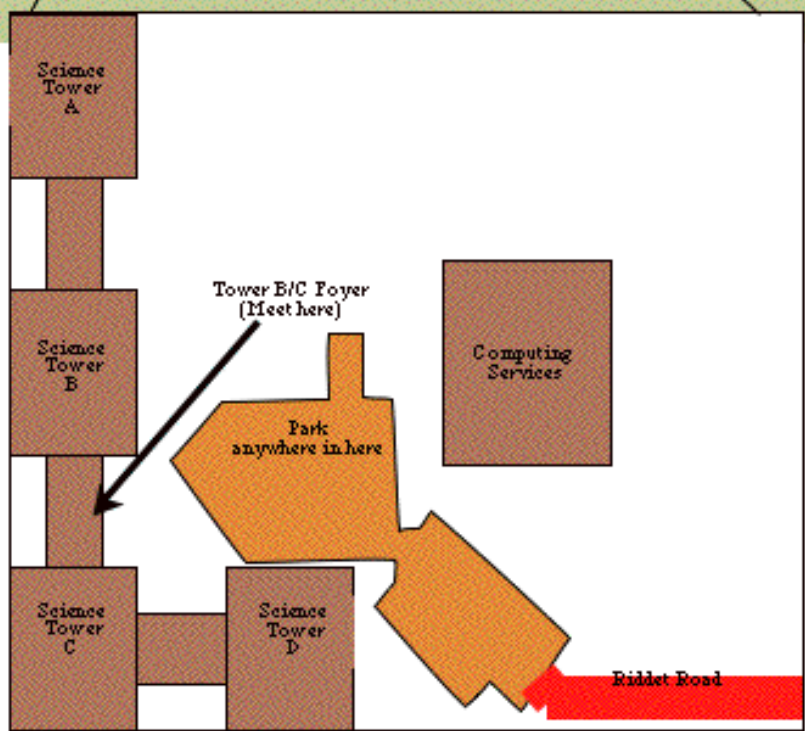 Science
Tower
A
Tower B/C Foyer
(Meet here)
Science
Tower
B
Computing
Services
Park
anywhere in here
Science
Tower
C
Science
Tower
D
Riddet Road